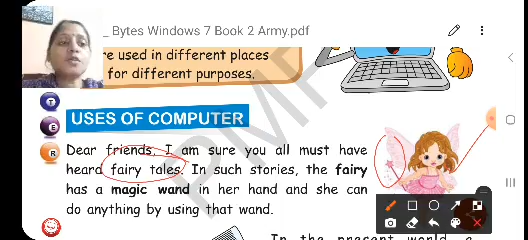 _ Bytes Windows 7 Book 2 Army.pdf
re used in different places
for different purposes.
T
E
R
USES OF COMPUTER
Dear friends, I am sure you all must have
heard fairy tales. In such stories, the fairy
has a magic wand in her hand and she can
do anything by using that wand.
In the present world a